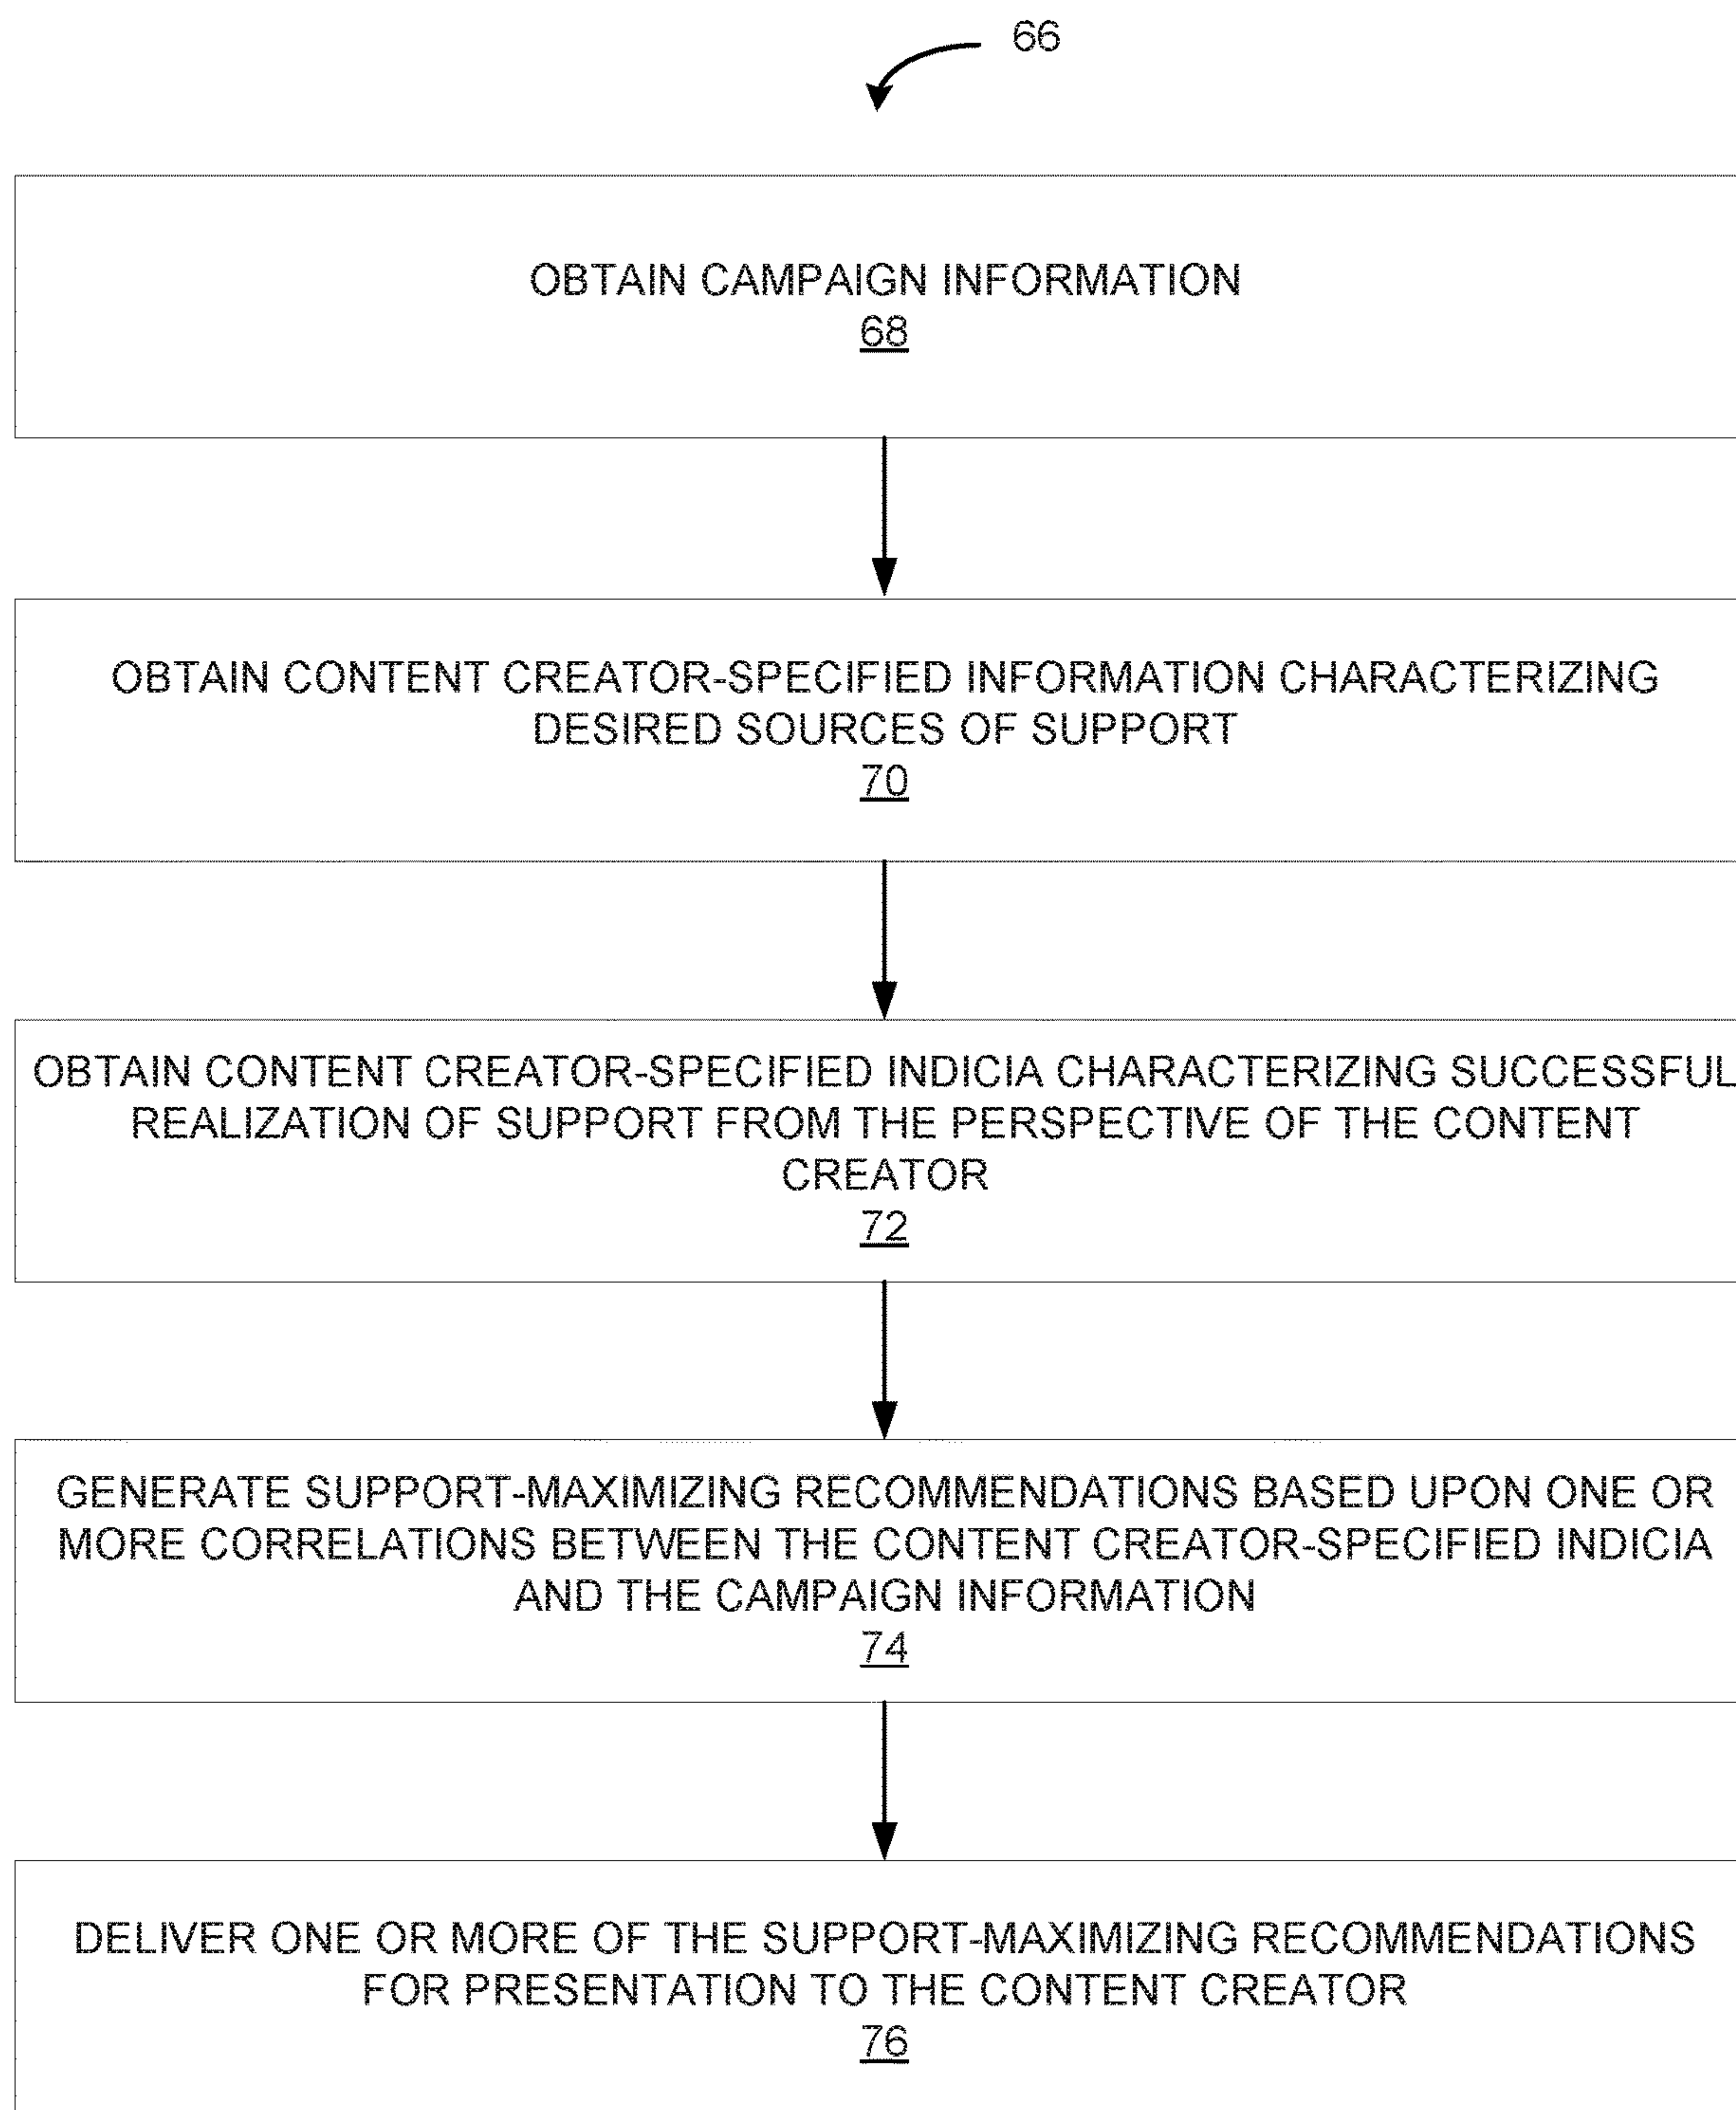 66
OBTAIN CAMPAIGN INFORMATION
68
OBTAIN CONTENT CREATOR-SPECIFIED INFORMATION CHARACTERIZING
DESIRED SOURCES OF SUPPORT
70
OBTAIN CONTENT CREATOR-SPECIFIED INDICIA CHARACTERIZING SUCCESSFUL
REALIZATION OF SUPPORT FROM THE PERSPECTIVE OF THE CONTENT
CREATOR
72
GENERATE SUPPORT-MAXIMIZING RECOMMENDATIONS BASED UPON ONE OR
MORE CORRELATIONS BETWEEN THE CONTENT CREATOR-SPECIFIED INDICIA
AND THE CAMPAIGN INFORMATION
74
DELIVER ONE OR MORE OF THE SUPPORT-MAXIMIZING RECOMMENDATIONS
FOR PRESENTATION TO THE CONTENT CREATOR
76